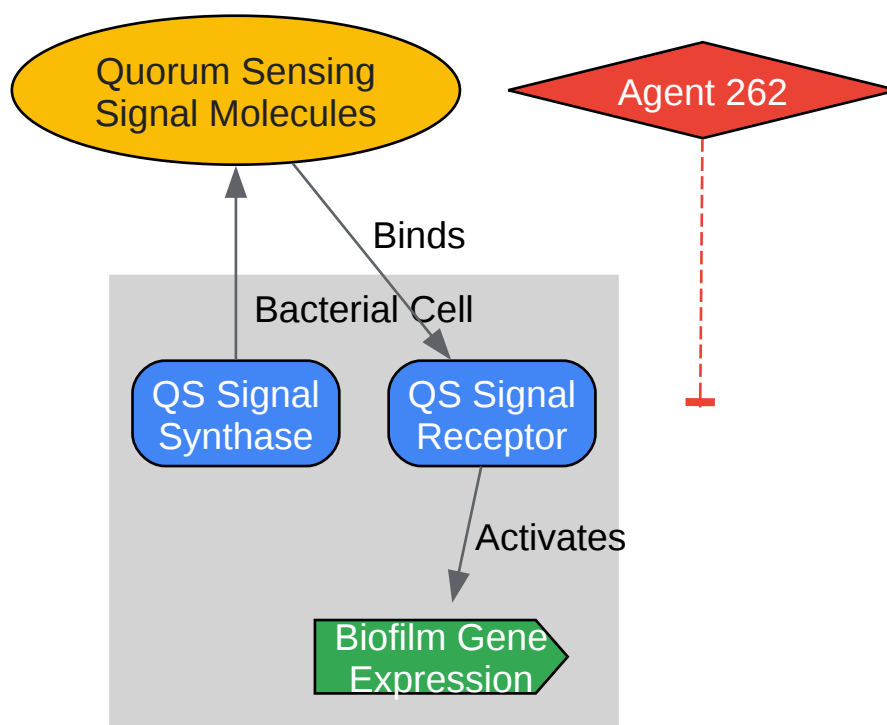 Quorum Sensing
Signal Molecules
Agent 262
Binds
Bacterial Cell
QS Signal
Synthase
QS Signal
Receptor
Activates
Biofilm Gene
Expression